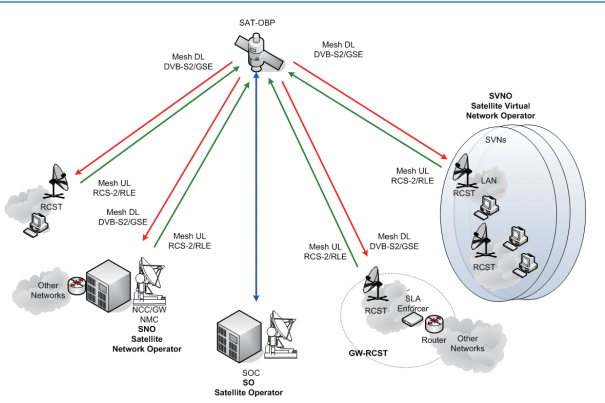 SAT-OBP
Mesh DL
DVB-S2/GSE
Mesh DL
DVB-S2/GSE
SVNO
Satellite Virtual
Network Operator
SVNs
Mesh UL
RCS-2/RLE
RCST
LAN
RCST
Mesh UL
RCS-2/RLE
RCST
Mesh DL
DVB-S2/GSE
Mesh UL
RCS-2/RLE
Mesh UL
RCS-2/RLE
Mesh DL
DVB-S2/GSE
Other
Networks
NCC/GW
NMC
SNO
Satellite
Network Operator
SOC
SO
Satellite Operator
RCST
SLA
Enforcer
Router
Other
Networks
GW-RCST